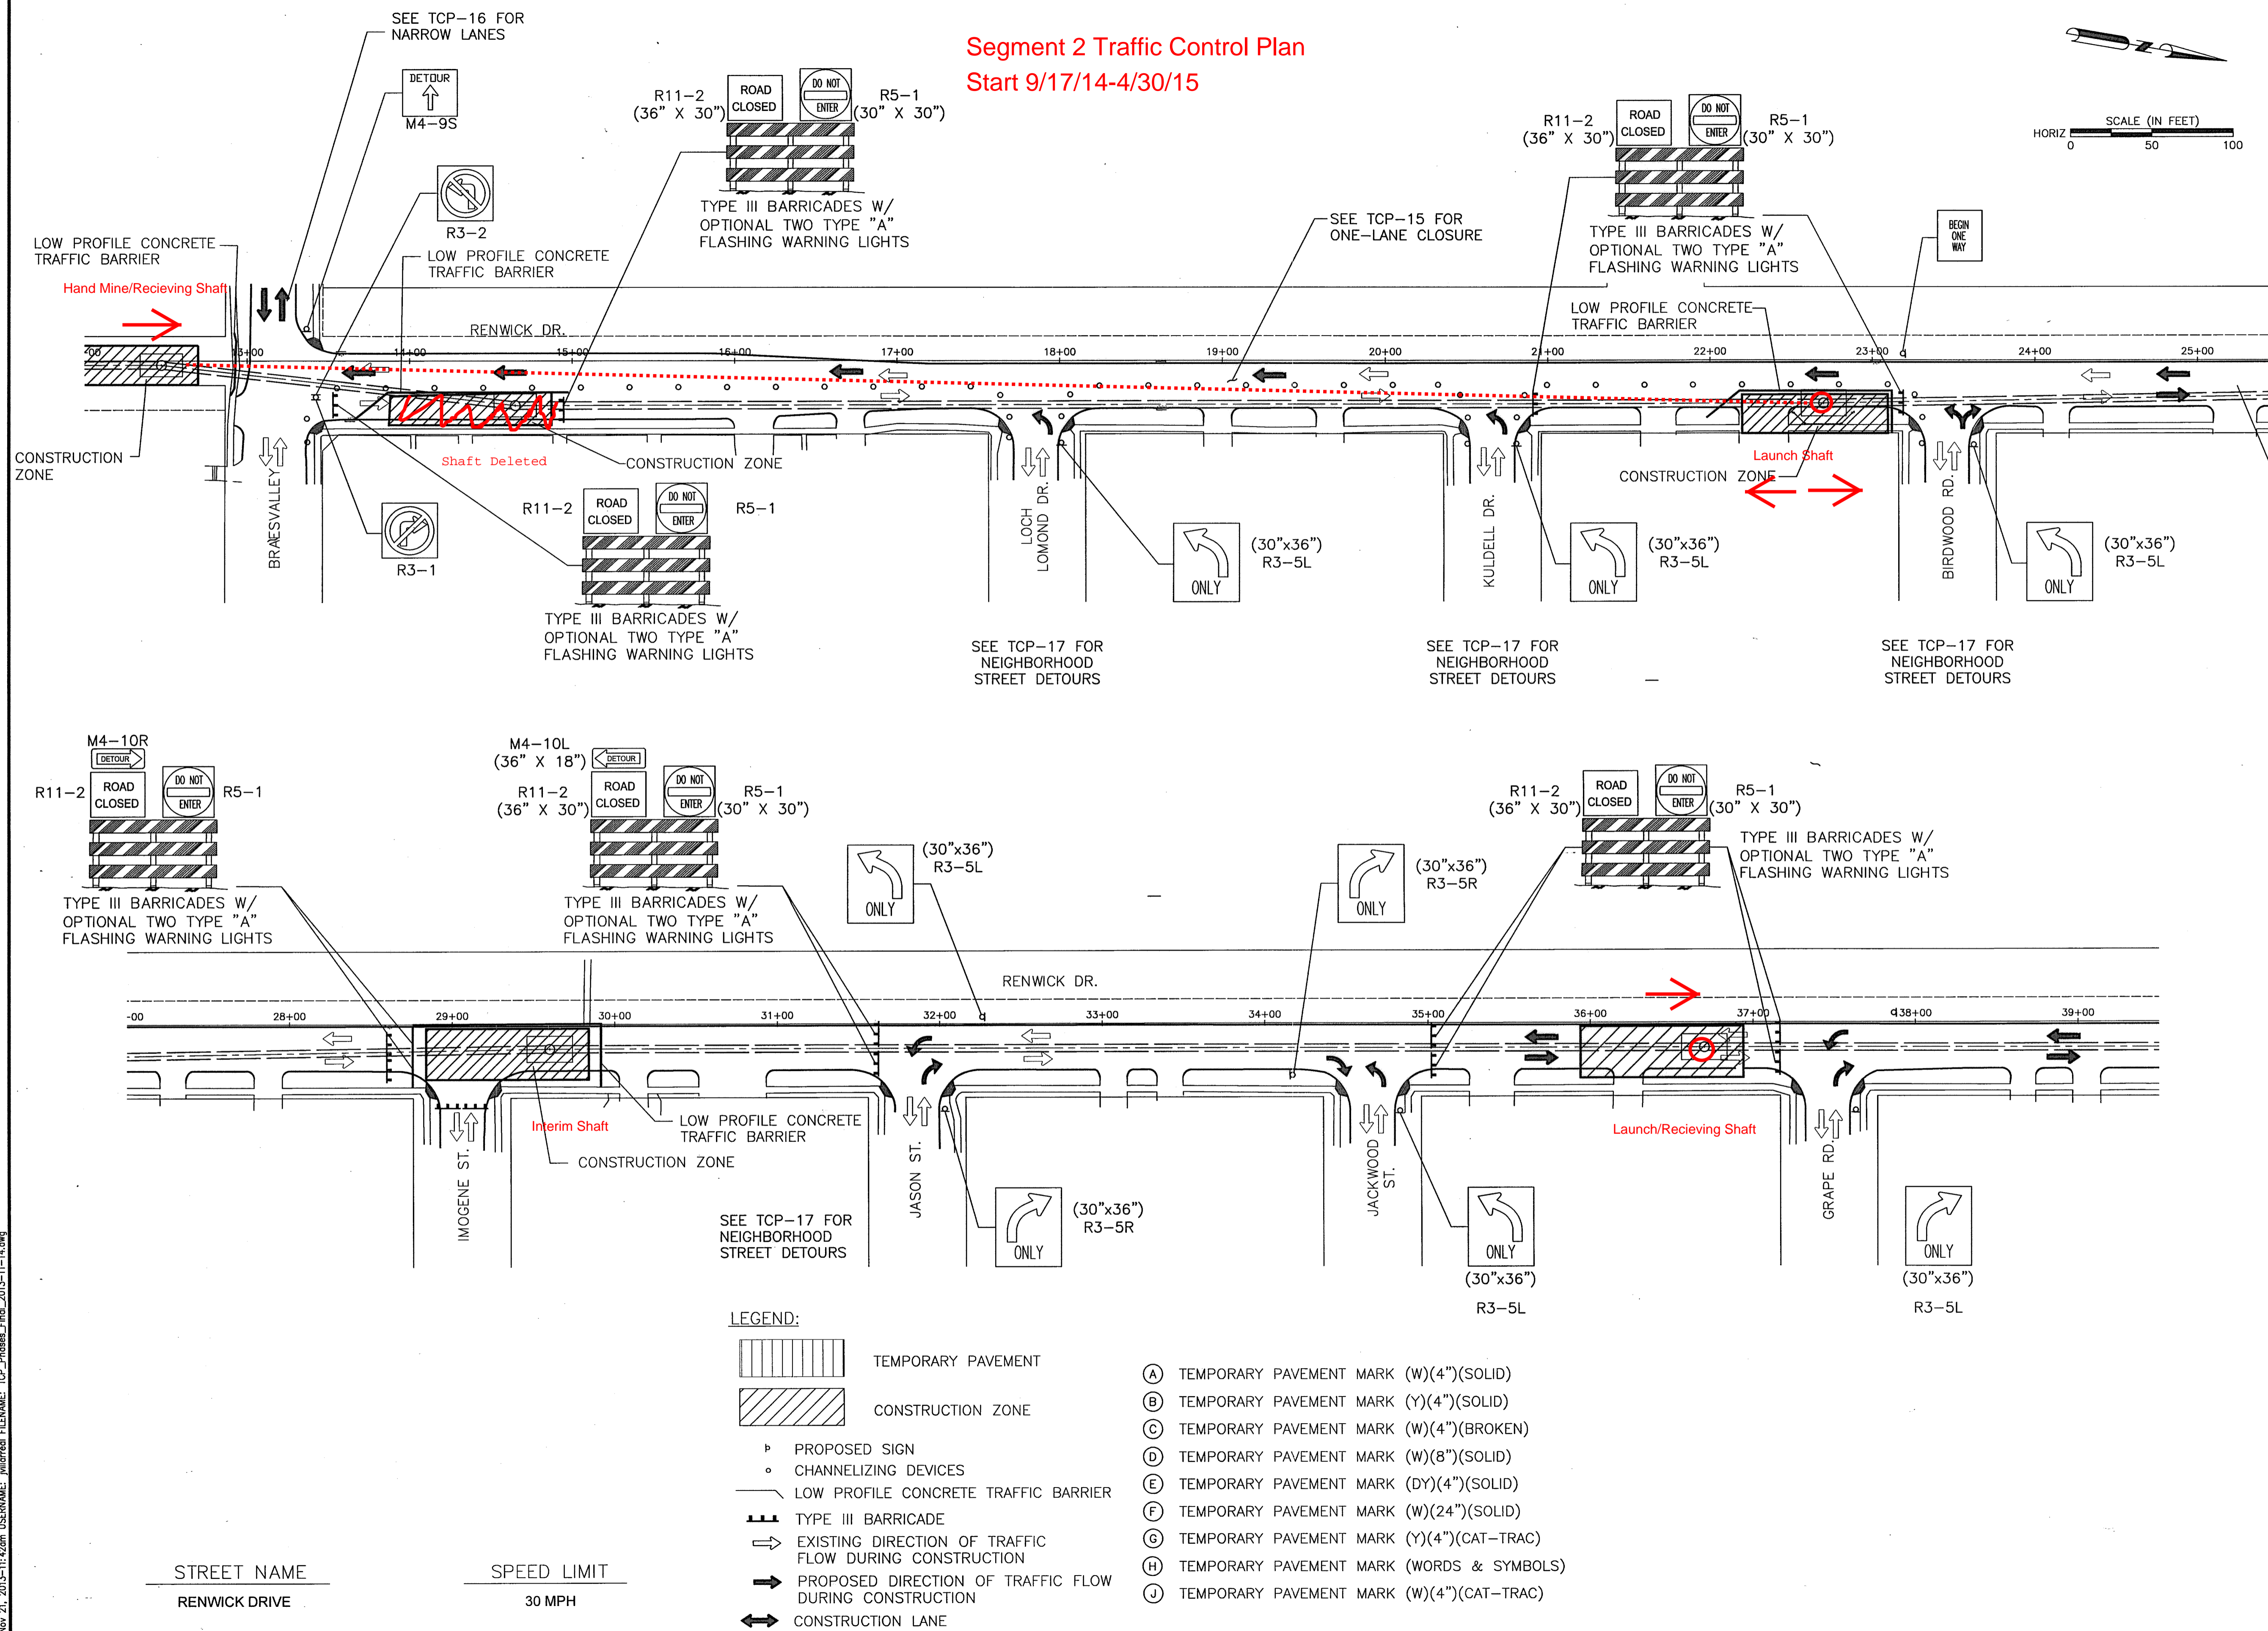 SEE TCP-16 FOR
NARROW LANES
Segment 2 Traffic Control Plan
Start 9/17/14-4/30/15
Z
SCALE (IN FEET)
HORIZ
0 50 100
DETOUR
M4-9S
R11-2
(36" X 30")
ROAD
CLOSED
DO NOT
ENTER
R5-1
(30" X 30")
TYPE III BARRICADES W/
OPTIONAL TWO TYPE "A"
FLASHING WARNING LIGHTS
R11-2
(36" X 30")
ROAD
CLOSED
DO NOT
ENTER
R5-1
(30" X 30")
TYPE III BARRICADES W/
OPTIONAL TWO TYPE "A"
FLASHING WARNING LIGHTS
BEGIN
ONE
WAY
R3-2
LOW PROFILE CONCRETE
TRAFFIC BARRIER
LOW PROFILE CONCRETE
TRAFFIC BARRIER
SEE TCP-15 FOR
ONE-LANE CLOSURE
Hand Mine/Recieving Shaft
LOW PROFILE CONCRETE
TRAFFIC BARRIER
RENWICK DR.
-00 13+00 14+00 15+00 16+00 17+00 18+00 19+00 20+00 21+00 22+00 23+00 24+00 25+00
CONSTRUCTION
ZONE
Shaft Deleted
CONSTRUCTION ZONE
Launch Shaft
CONSTRUCTION ZONE
BRAESVALLEY
LOCH
LOMOND DR.
KULDELL DR.
BIRDWOOD RD.
R3-1
R11-2
ROAD
CLOSED
DO NOT
ENTER
R5-1
TYPE III BARRICADES W/
OPTIONAL TWO TYPE "A"
FLASHING WARNING LIGHTS
ONLY
(30"x36")
R3-5L
ONLY
(30"x36")
R3-5L
ONLY
(30"x36")
R3-5L
SEE TCP-17 FOR
NEIGHBORHOOD
STREET DETOURS
SEE TCP-17 FOR
NEIGHBORHOOD
STREET DETOURS
SEE TCP-17 FOR
NEIGHBORHOOD
STREET DETOURS
M4-10R
DETOUR
R11-2
ROAD
CLOSED
DO NOT
ENTER
R5-1
TYPE III BARRICADES W/
OPTIONAL TWO TYPE "A"
FLASHING WARNING LIGHTS
M4-10L
(36" X 18")
DETOUR
R11-2
(36" X 30")
ROAD
CLOSED
DO NOT
ENTER
R5-1
(30" X 30")
TYPE III BARRICADES W/
OPTIONAL TWO TYPE "A"
FLASHING WARNING LIGHTS
ONLY
(30"x36")
R3-5L
ONLY
(30"x36")
R3-5R
R11-2
(36" X 30")
ROAD
CLOSED
DO NOT
ENTER
R5-1
(30" X 30")
TYPE III BARRICADES W/
OPTIONAL TWO TYPE "A"
FLASHING WARNING LIGHTS
RENWICK DR.
-00 28+00 29+00 30+00 31+00 32+00 33+00 34+00 35+00 36+00 37+00 38+00 39+00
Interim Shaft
LOW PROFILE CONCRETE
TRAFFIC BARRIER
CONSTRUCTION ZONE
Launch/Recieving Shaft
IMOGENE ST.
JASON ST.
JACKWOOD
ST.
GRAPE RD.
SEE TCP-17 FOR
NEIGHBORHOOD
STREET DETOURS
ONLY
(30"x36")
R3-5R
ONLY
(30"x36")
R3-5L
ONLY
(30"x36")
R3-5L
LEGEND:
TEMPORARY PAVEMENT
CONSTRUCTION ZONE
PROPOSED SIGN
CHANNELIZING DEVICES
LOW PROFILE CONCRETE TRAFFIC BARRIER
TYPE III BARRICADE
EXISTING DIRECTION OF TRAFFIC
FLOW DURING CONSTRUCTION
PROPOSED DIRECTION OF TRAFFIC FLOW
DURING CONSTRUCTION
CONSTRUCTION LANE
A TEMPORARY PAVEMENT MARK (W)(4")(SOLID)
B TEMPORARY PAVEMENT MARK (Y)(4")(SOLID)
C TEMPORARY PAVEMENT MARK (W)(4")(BROKEN)
D TEMPORARY PAVEMENT MARK (W)(8")(SOLID)
E TEMPORARY PAVEMENT MARK (DY)(4")(SOLID)
F TEMPORARY PAVEMENT MARK (W)(24")(SOLID)
G TEMPORARY PAVEMENT MARK (Y)(4")(CAT-TRAC)
H TEMPORARY PAVEMENT MARK (WORDS & SYMBOLS)
J TEMPORARY PAVEMENT MARK (W)(4")(CAT-TRAC)
STREET NAME
RENWICK DRIVE
SPEED LIMIT
30 MPH
Nov 21, 2013-11:42am USERNAME: jvillarreal FILENAME: TCP_Phases_Final_2013-11-14.dwg